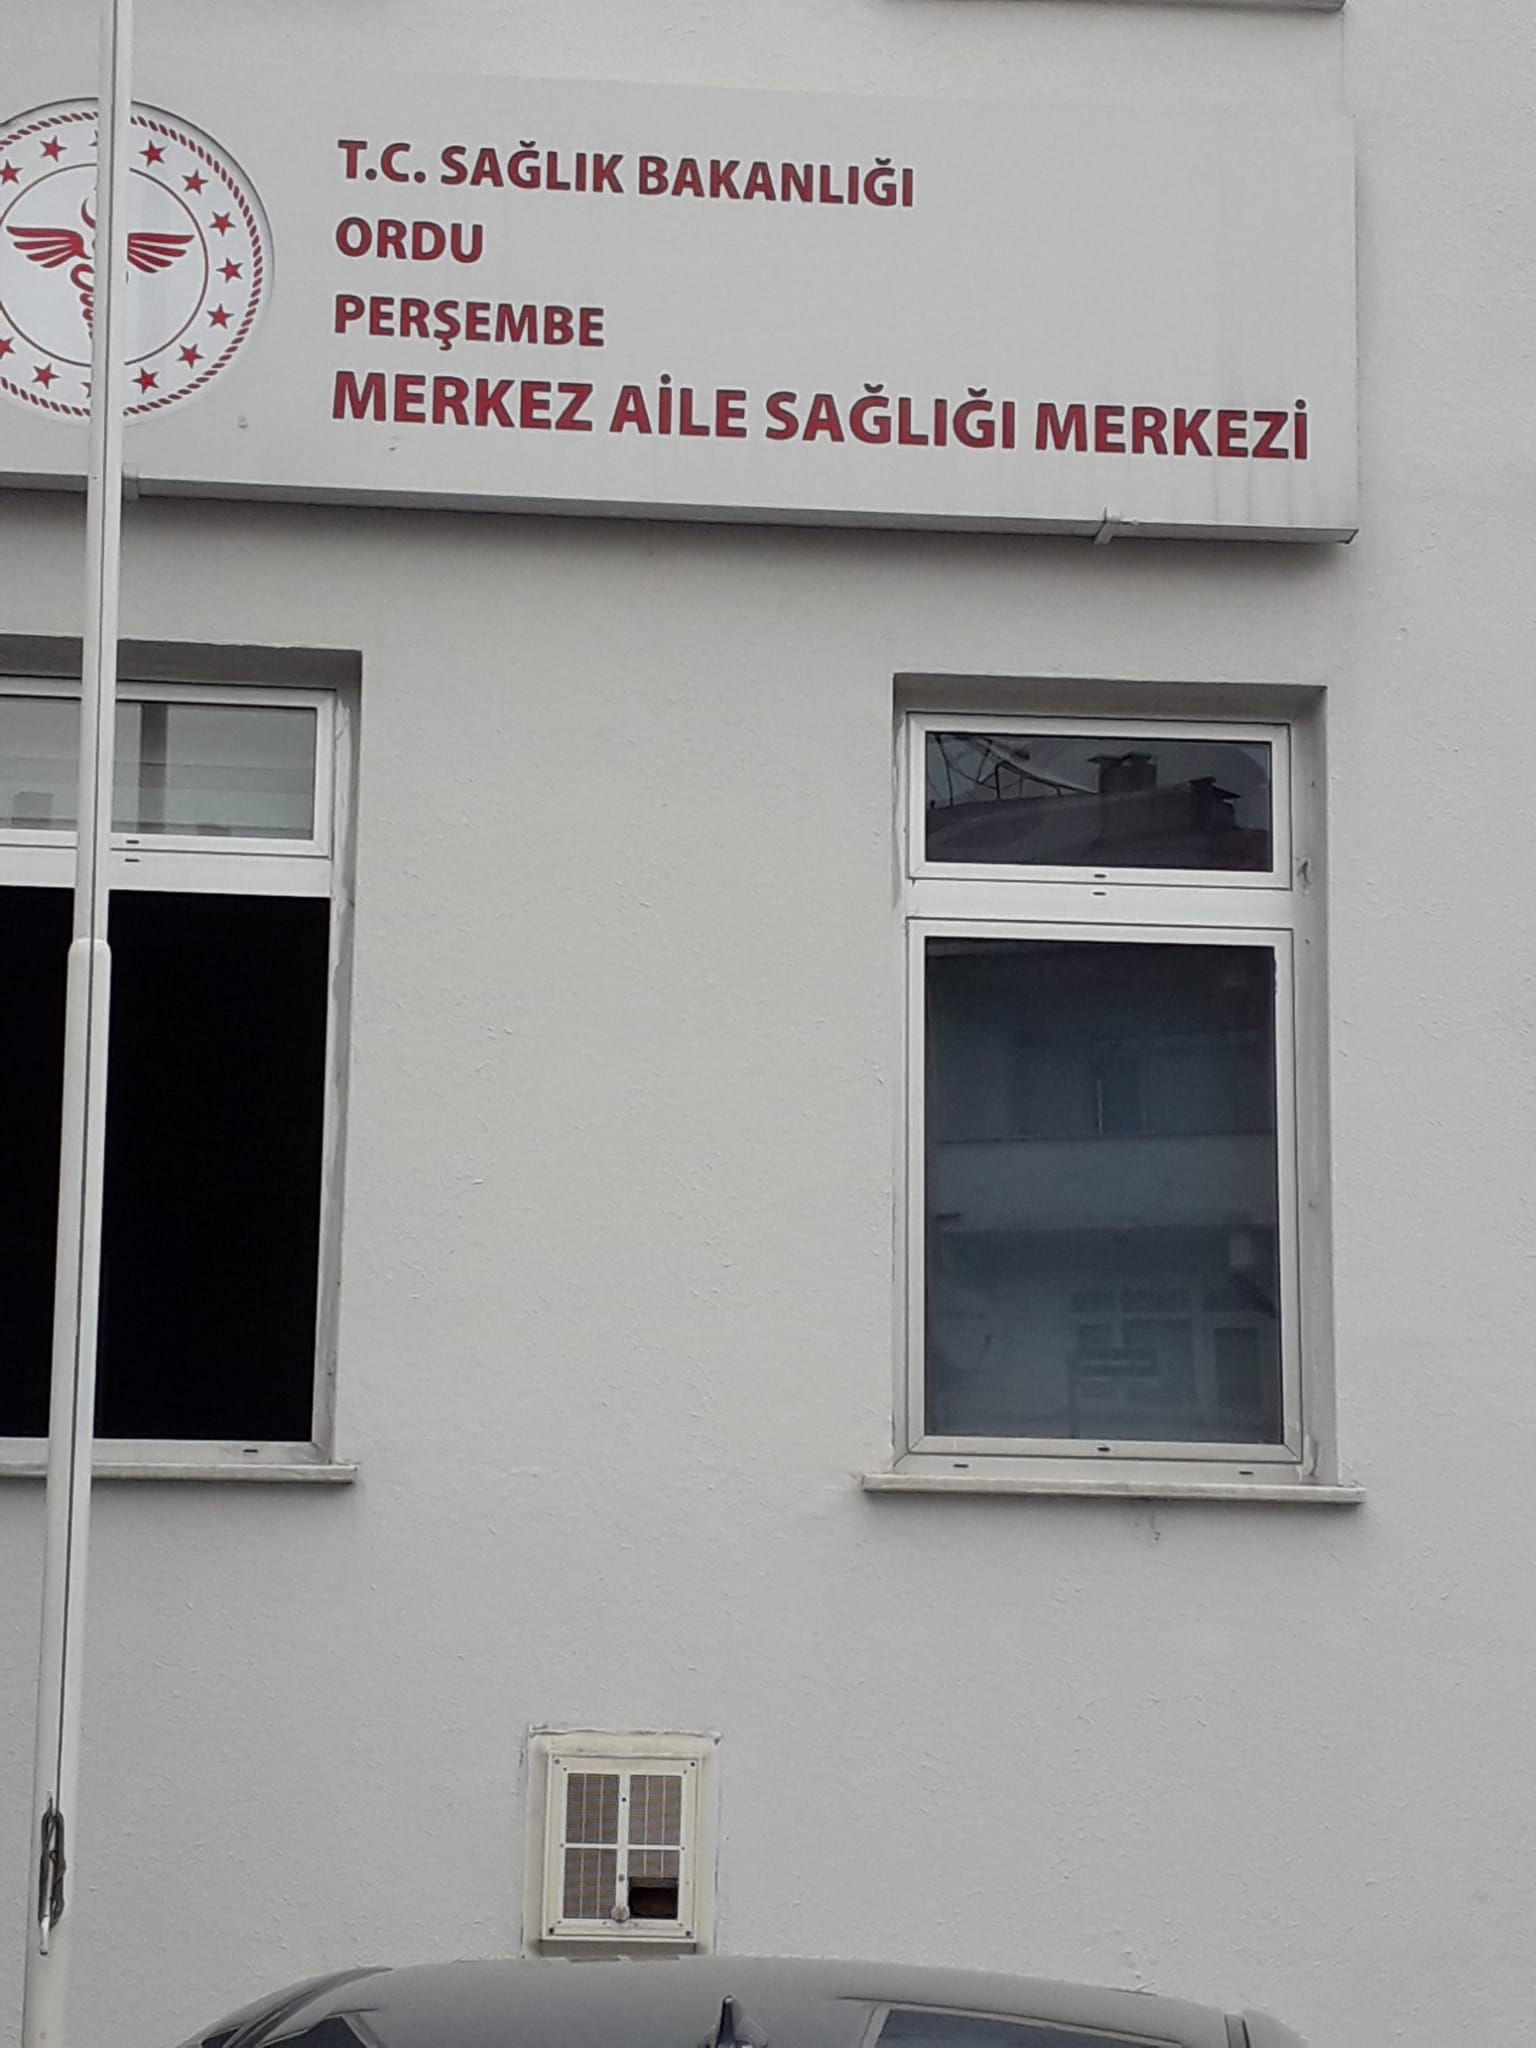 T.C. SAĞLIK BAKANLIĞI
ORDU
PERŞEMBE
MERKEZ AİLE SAĞLIĞI MERKEZİ